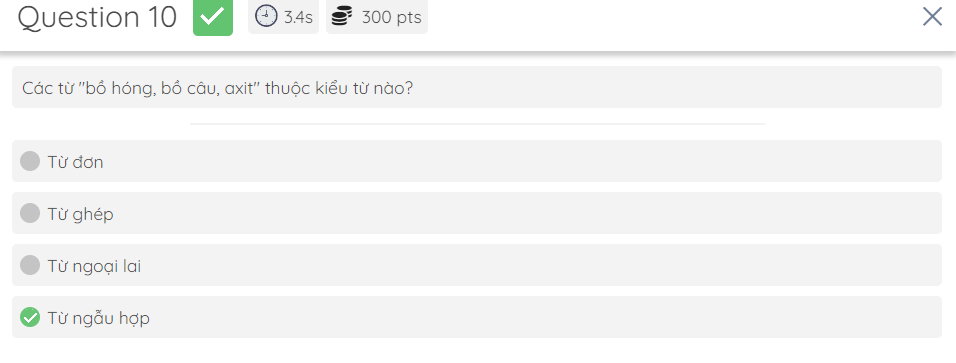 Question 10 3.4s 300 pts
Các từ "bồ hóng, bồ câu, axit" thuộc kiểu từ nào?
Từ đơn
Từ ghép
Từ ngoại lai
Từ ngẫu hợp